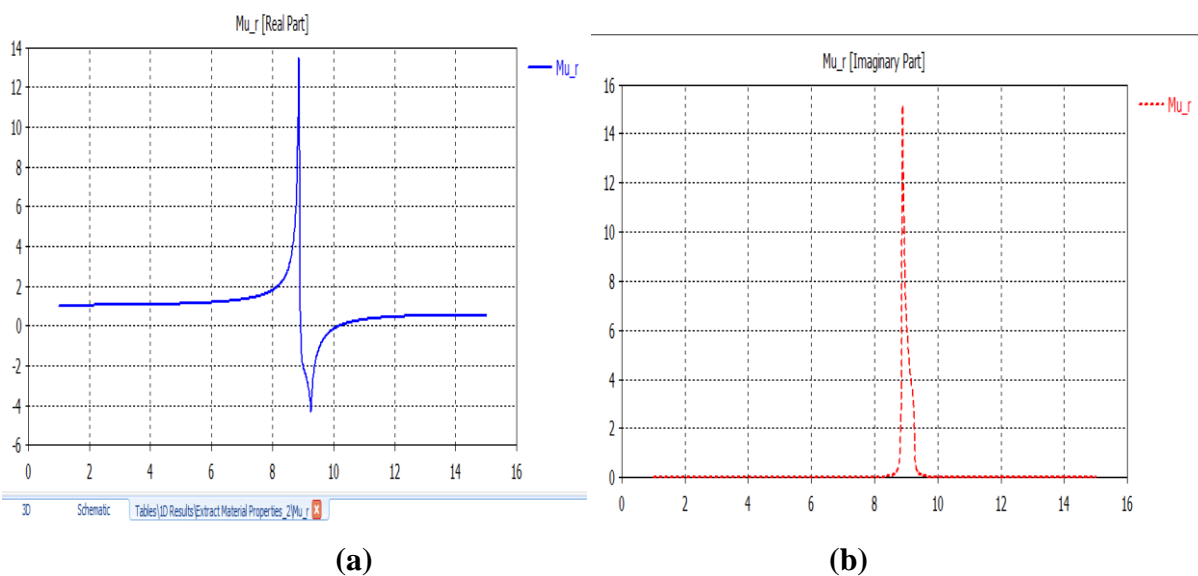 Mu_r [Real Part]
14
12
10
8
6
4
2
0
-2
-4
-6
0 2 4 6 8 10 12 14 16
Mu_r
3D Schematic Tables\1D Results\Extract Material Properties_2\Mu_r
(a)
Mu_r [Imaginary Part]
16
14
12
10
8
6
4
2
0
0 2 4 6 8 10 12 14 16
Mu_r
(b)